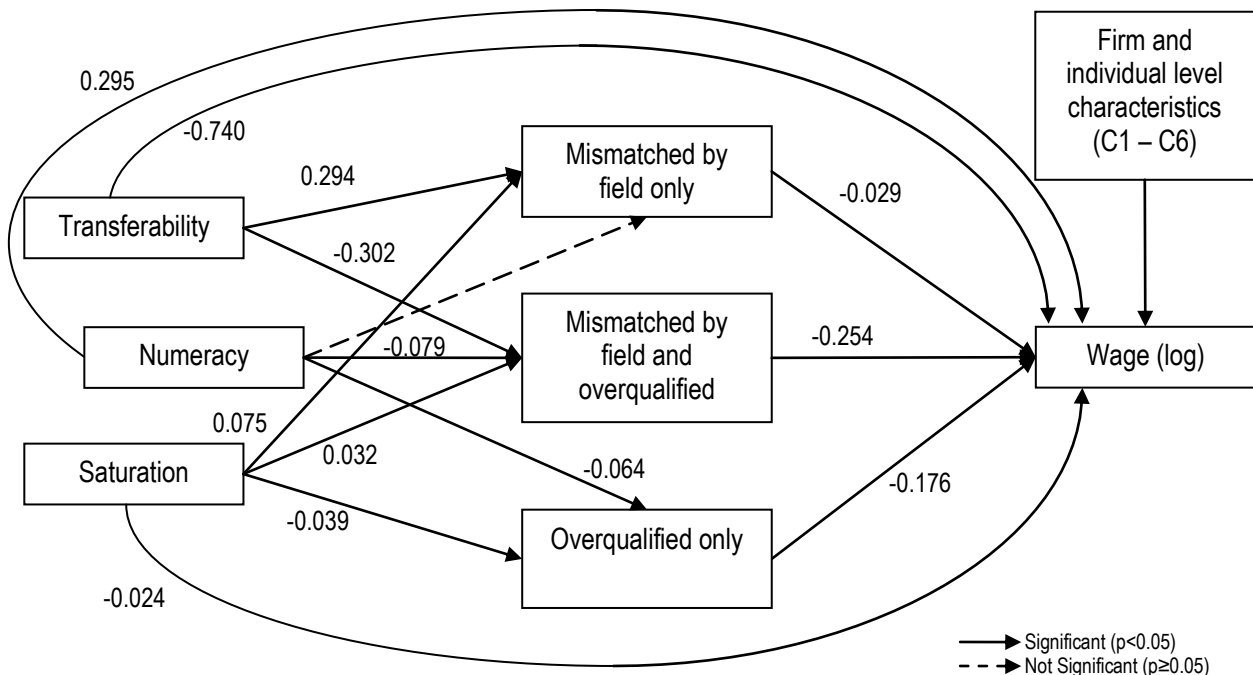 Firm and
individual level
characteristics
(C1 – C6)
0.295
-0.740
Mismatched by
field only
0.294
-0.029
Transferability
-0.302
Mismatched by
field and
overqualified
Numeracy
-0.079
-0.254
Wage (log)
0.075
Saturation
0.032
-0.064
-0.176
-0.039
Overqualified only
-0.024
Significant (p<0.05)
Not Significant (p≥0.05)